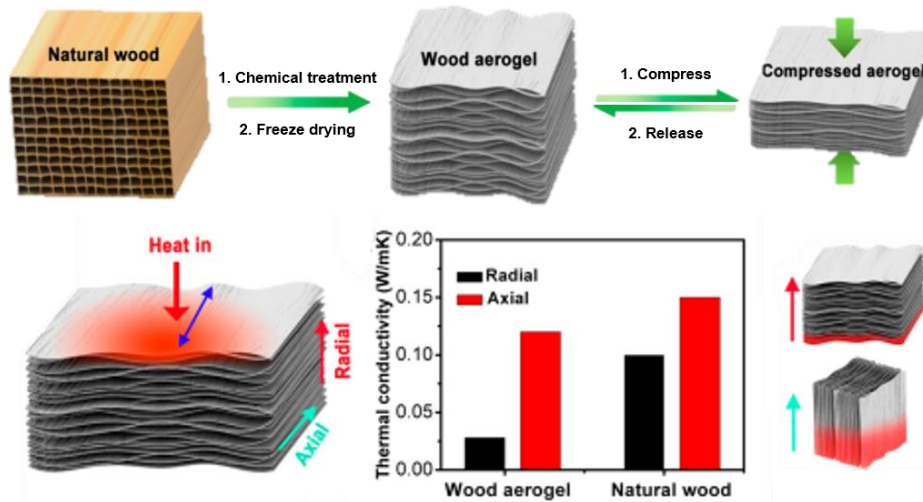 Natural wood
1. Chemical treatment
2. Freeze drying
Wood aerogel
1. Compress
2. Release
Compressed aerogel
Heat in
Radial
Axial
Thermal conductivity (W/mK)
0.20
0.15
0.10
0.05
0.00
Radial
Axial
Wood aerogel
Natural wood